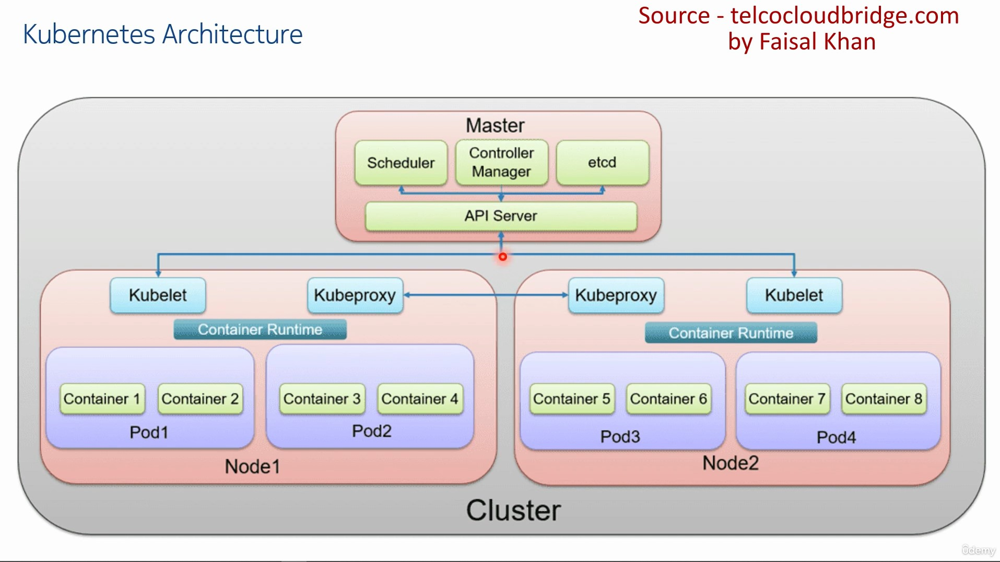 Kubernetes Architecture
Source - telcocloudbridge.com
by Faisal Khan
Master
Scheduler
Controller
Manager
etcd
API Server
Kubelet
Kubeproxy
Kubeproxy
Kubelet
Container Runtime
Container Runtime
Container 1
Container 2
Container 3
Container 4
Container 5
Container 6
Container 7
Container 8
Pod1
Pod2
Pod3
Pod4
Node1
Node2
Cluster
ûdemy